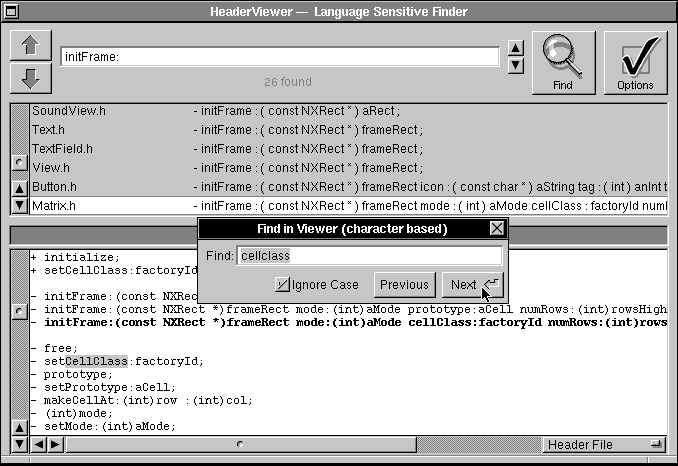 HeaderViewer — Language Sensitive Finder
initFrame:
26 found
Find
Options
SoundView.h - initFrame : ( const NXRect * ) aRect ;
Text.h - initFrame : ( const NXRect * ) frameRect ;
TextField.h - initFrame : ( const NXRect * ) frameRect ;
View.h - initFrame : ( const NXRect * ) frameRect ;
Button.h - initFrame : ( const NXRect * ) frameRect icon : ( const char * ) aString tag : ( int ) anInt t
Matrix.h - initFrame : ( const NXRect * ) frameRect mode : ( int ) aMode cellClass : factoryId numl
Find in Viewer (character based)
Find: cellclass
Ignore Case
Previous
Next
+ initialize;
+ setCellClass:factoryId
- initFrame:(const NXRec
- initFrame:(const NXRect *)frameRect mode:(int)aMode prototype:aCell numRows:(int)rowsHigh
- initFrame:(const NXRect *)frameRect mode:(int)aMode cellClass:factoryId numRows:(int)rows
- free;
- setCellClass:factoryId;
- prototype;
- setPrototype:aCell;
- makeCellAt:(int)row :(int)col;
- (int)mode;
- setMode:(int)aMode;
Header File